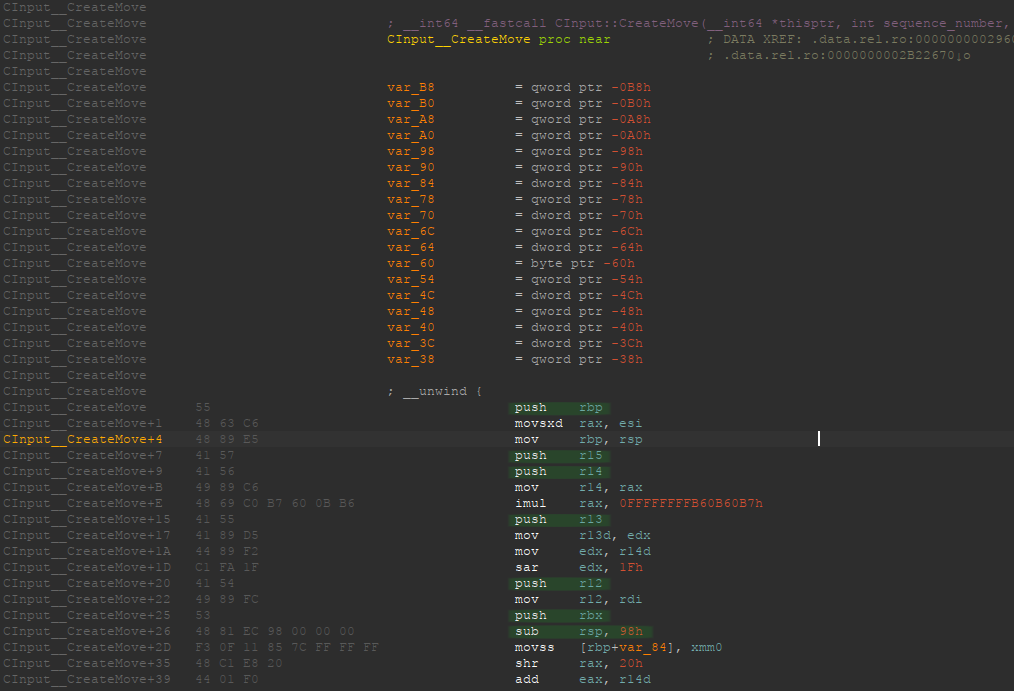 CInput__CreateMove
CInput__CreateMove ; __int64 __fastcall CInput::CreateMove(__int64 *thisptr, int sequence_number,
CInput__CreateMove CInput__CreateMove proc near ; DATA XREF: .data.rel.ro:0000000002960
CInput__CreateMove ; .data.rel.ro:0000000002B22670↓o
CInput__CreateMove
CInput__CreateMove var_B8 = qword ptr -0B8h
CInput__CreateMove var_B0 = qword ptr -0B0h
CInput__CreateMove var_A8 = qword ptr -0A8h
CInput__CreateMove var_A0 = qword ptr -0A0h
CInput__CreateMove var_98 = qword ptr -98h
CInput__CreateMove var_90 = qword ptr -90h
CInput__CreateMove var_84 = dword ptr -84h
CInput__CreateMove var_78 = qword ptr -78h
CInput__CreateMove var_70 = dword ptr -70h
CInput__CreateMove var_6C = qword ptr -6Ch
CInput__CreateMove var_64 = dword ptr -64h
CInput__CreateMove var_60 = byte ptr -60h
CInput__CreateMove var_54 = qword ptr -54h
CInput__CreateMove var_4C = dword ptr -4Ch
CInput__CreateMove var_48 = qword ptr -48h
CInput__CreateMove var_40 = dword ptr -40h
CInput__CreateMove var_3C = dword ptr -3Ch
CInput__CreateMove var_38 = qword ptr -38h
CInput__CreateMove
CInput__CreateMove ; __unwind {
CInput__CreateMove 55 push rbp
CInput__CreateMove+1 48 63 C6 movsxd rax, esi
CInput__CreateMove+4 48 89 E5 mov rbp, rsp
CInput__CreateMove+7 41 57 push r15
CInput__CreateMove+9 41 56 push r14
CInput__CreateMove+B 49 89 C6 mov r14, rax
CInput__CreateMove+E 48 69 C0 B7 60 0B B6 imul rax, 0FFFFFFFFB60B60B7h
CInput__CreateMove+15 41 55 push r13
CInput__CreateMove+17 41 89 D5 mov r13d, edx
CInput__CreateMove+1A 44 89 F2 mov edx, r14d
CInput__CreateMove+1D C1 FA 1F sar edx, 1Fh
CInput__CreateMove+20 41 54 push r12
CInput__CreateMove+22 49 89 FC mov r12, rdi
CInput__CreateMove+25 53 push rbx
CInput__CreateMove+26 48 81 EC 98 00 00 00 sub rsp, 98h
CInput__CreateMove+2D F3 0F 11 85 7C FF FF FF movss [rbp+var_84], xmm0
CInput__CreateMove+35 48 C1 E8 20 shr rax, 20h
CInput__CreateMove+39 44 01 F0 add eax, r14d